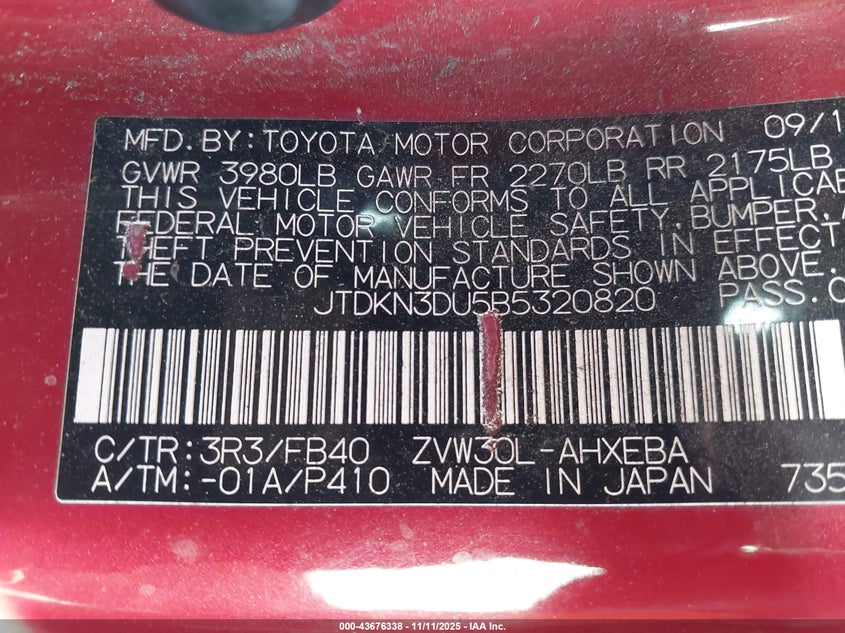 MFD. BY: TOYOTA MOTOR CORPORATION 09/1
GVWR 3980LB GAWR FR 2270LB RR 2175LB
THIS VEHICLE CONFORMS TO ALL APPLICAB
FEDERAL MOTOR VEHICLE SAFETY, BUMPER, A
THEFT PREVENTION STANDARDS IN EFFECT
THE DATE OF MANUFACTURE SHOWN ABOVE.
JTDKN3DU5B5320820 PASS. C
C/TR: 3R3/FB40 ZVW30L-AHXEBA
A/TM: -01A/P410 MADE IN JAPAN 735
000-43676338 - 11/11/2025 - IAA Inc.